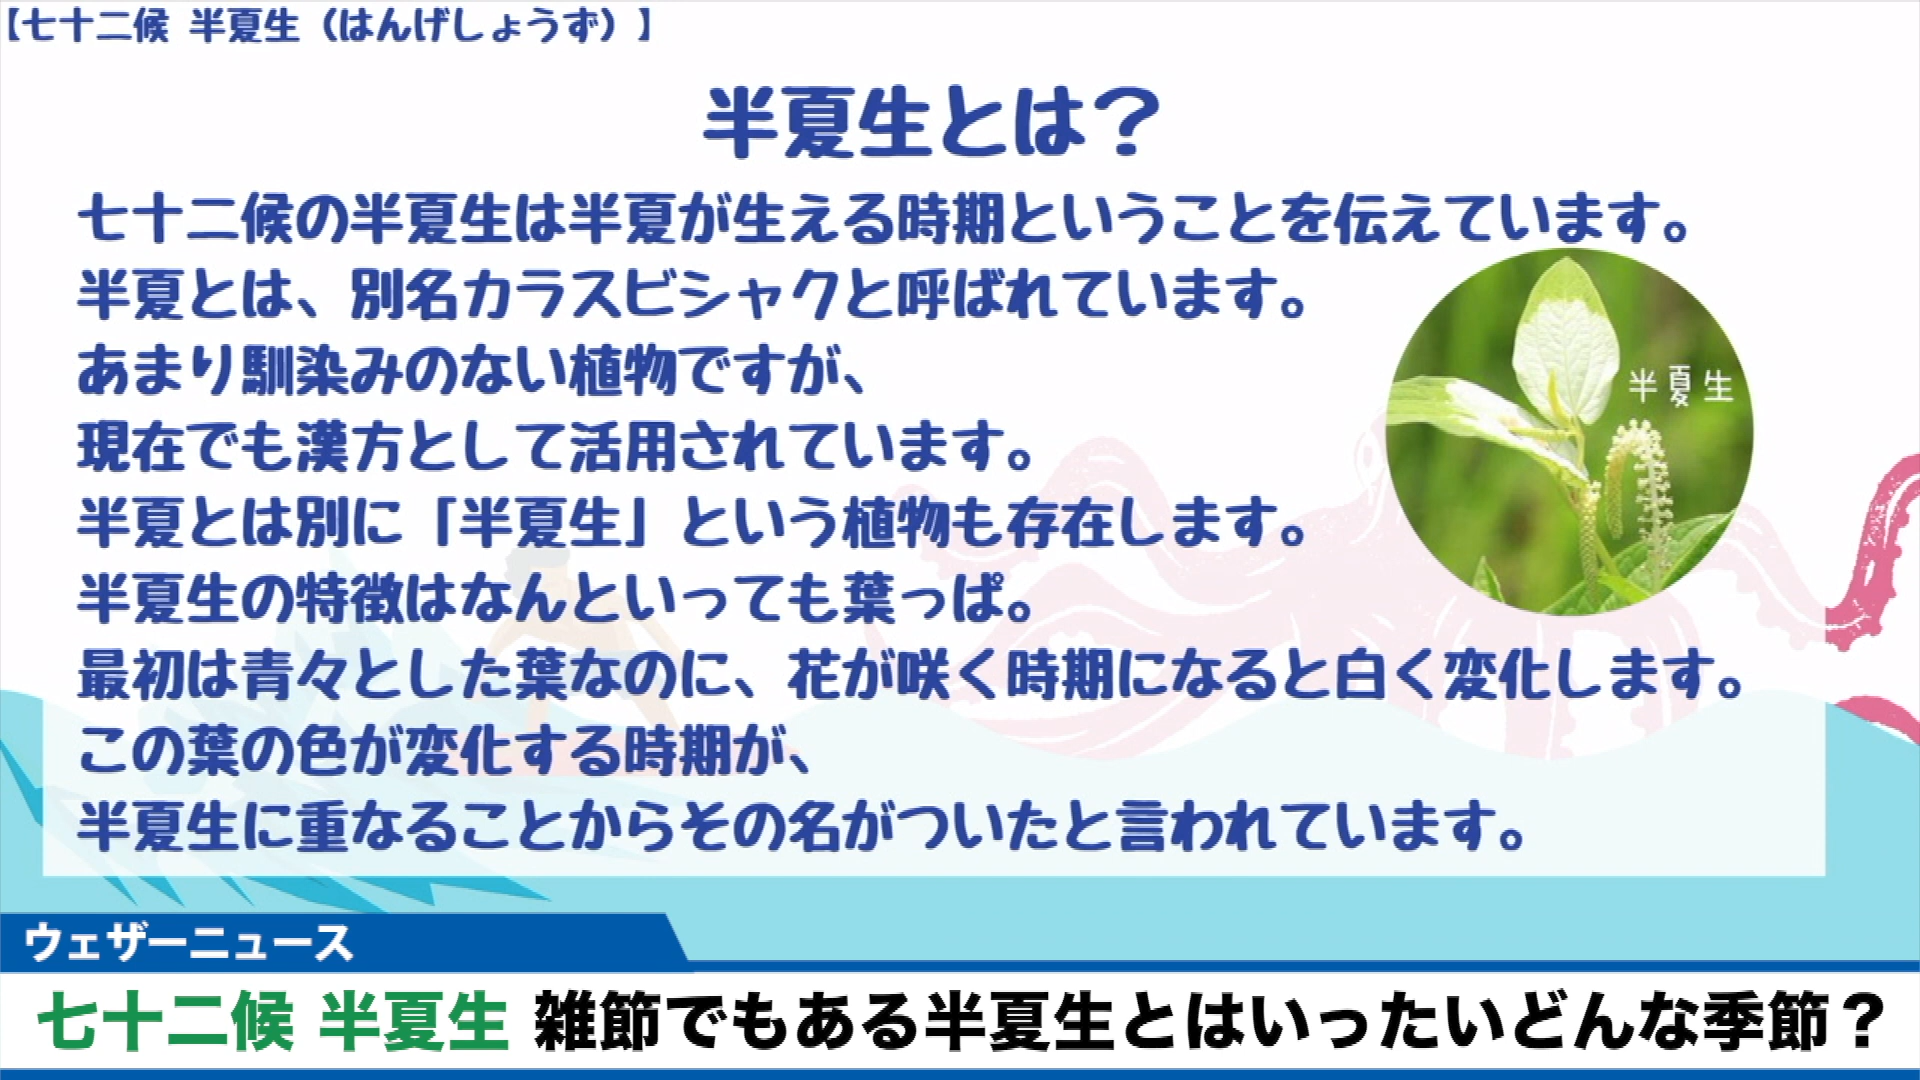 【七十二候 半夏生（はんげしょうず）】
半夏生とは？
七十二候の半夏生は半夏が生える時期ということを伝えています。
半夏とは、別名カラスビシャクと呼ばれています。
あまり馴染みのない植物ですが、
現在でも漢方として活用されています。
半夏とは別に「半夏生」という植物も存在します。
半夏生の特徴はなんといっても葉っぱ。
最初は青々とした葉なのに、花が咲く時期になると白く変化します。
この葉の色が変化する時期が、
半夏生に重なることからその名がついたと言われています。
半夏生
ウェザーニュース
七十二候 半夏生 雑節でもある半夏生とはいったいどんな季節？